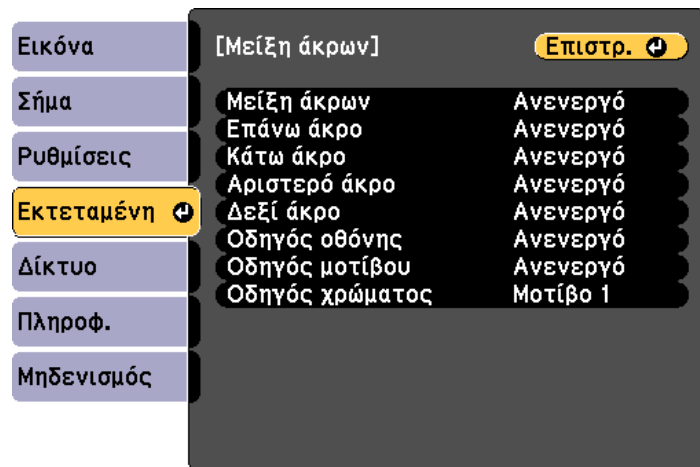 Εικόνα
Σήμα
Ρυθμίσεις
Εκτεταμένη
Δίκτυο
Πληροφ.
Μηδενισμός
[Μείξη άκρων] Επιστρ.
Μείξη άκρων Ανενεργό
Επάνω άκρο Ανενεργό
Κάτω άκρο Ανενεργό
Αριστερό άκρο Ανενεργό
Δεξί άκρο Ανενεργό
Οδηγός οθόνης Ανενεργό
Οδηγός μοτίβου Ανενεργό
Οδηγός χρώματος Μοτίβο 1